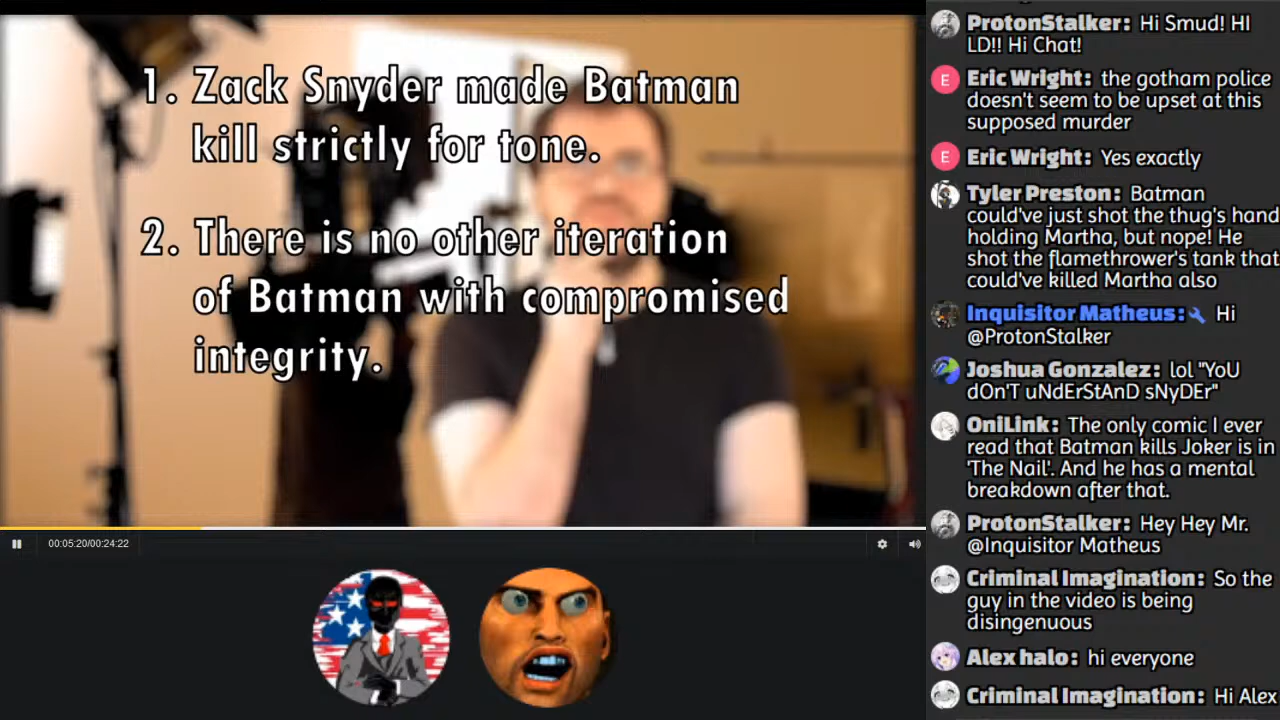 1. Zack Snyder made Batman
kill strictly for tone.
2. There is no other iteration
of Batman with compromised
integrity.
00:05:20/00:24:22
ProtonStalker: Hi Smud! HI
LD!! Hi Chat!
E Eric Wright: the gotham police
doesn't seem to be upset at this
supposed murder
E Eric Wright: Yes exactly
Tyler Preston: Batman
could've just shot the thug's hand
holding Martha, but nope! He
shot the flamethrower's tank that
could've killed Martha also
Inquisitor Matheus: Hi
@ProtonStalker
Joshua Gonzalez: lol "YoU
dOn'T uNdErStAnD sNyDEr"
OniLink: The only comic I ever
read that Batman kills Joker is in
'The Nail'. And he has a mental
breakdown after that.
ProtonStalker: Hey Hey Mr.
@Inquisitor Matheus
Criminal Imagination: So the
guy in the video is being
disingenuous
Alex halo: hi everyone
Criminal Imagination: Hi Alex